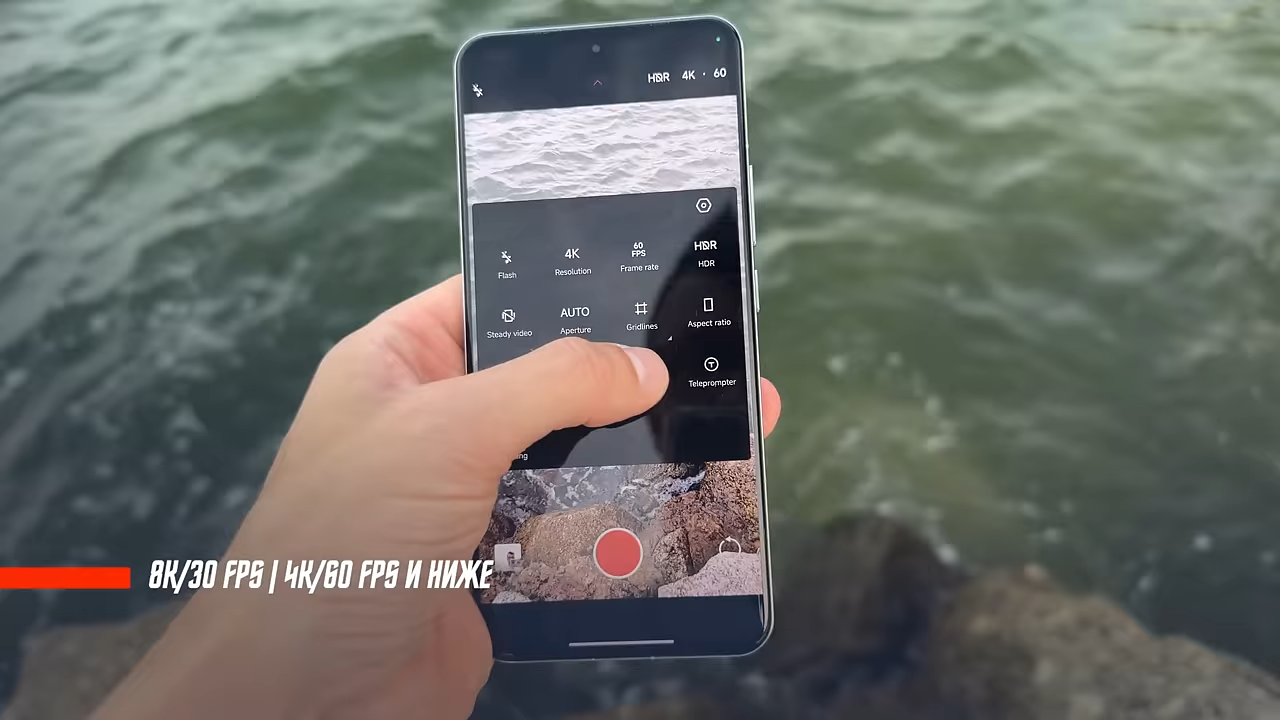 HDR 4K · 60
4K
60
FPS
HDR
Flash
Resolution
Frame rate
HDR
AUTO
Steady video
Aperture
Gridlines
Aspect ratio
Teleprompter
8K/30 FPS | 4K/60 FPS И НИЖЕ